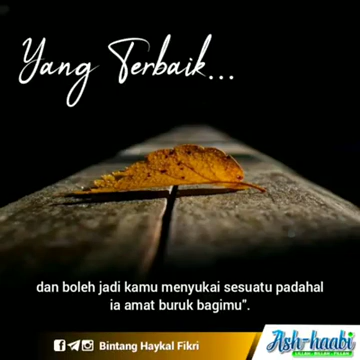 Yang Terbaik...
dan boleh jadi kamu menyukai sesuatu padahal
ia amat buruk bagimu".
Bintang Haykal Fikri
Ash-haabi